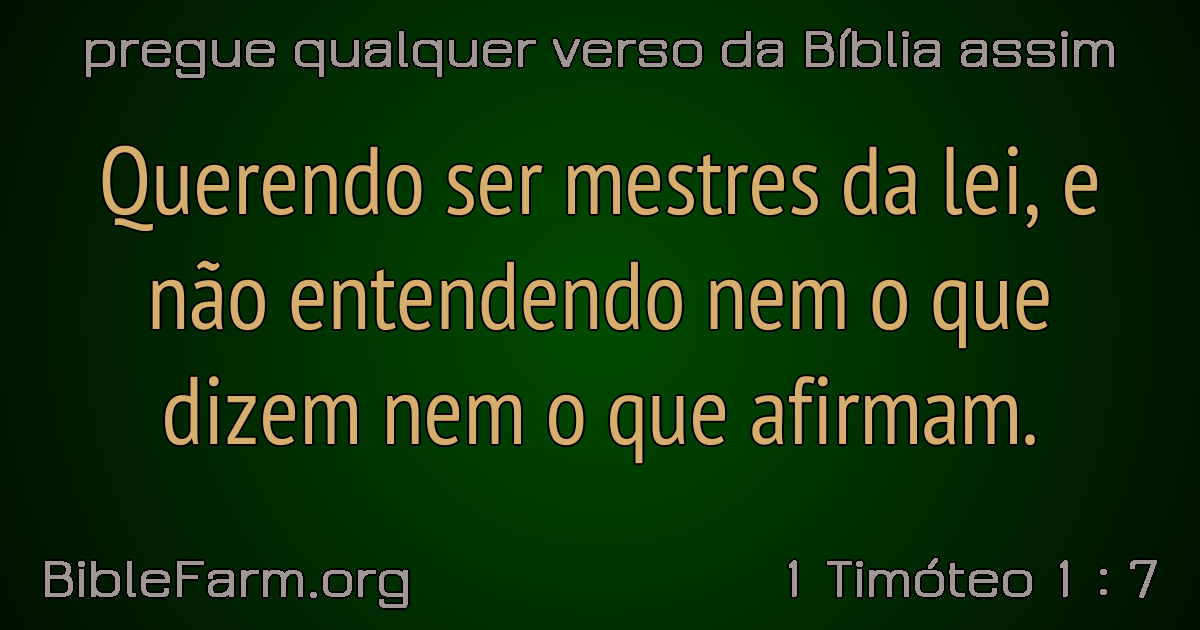 pregue qualquer verso da Bíblia assim
Querendo ser mestres da lei, e
não entendendo nem o que
dizem nem o que afirmam.
BibleFarm.org
1 Timóteo 1 : 7